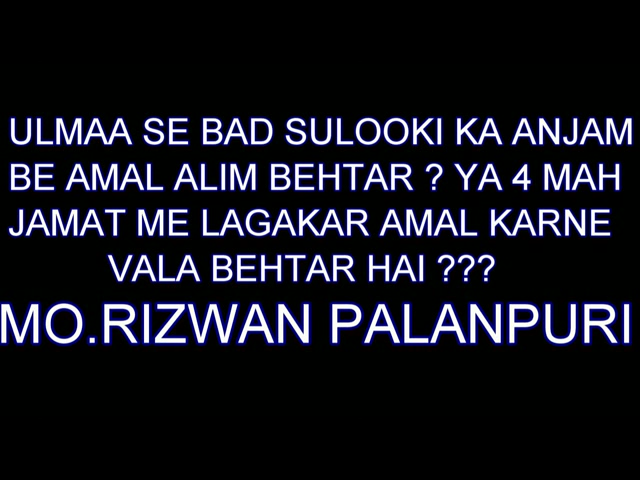 ULMAA SE BAD SULOOKI KA ANJAM
BE AMAL ALIM BEHTAR ? YA 4 MAH
JAMAT ME LAGAKAR AMAL KARNE
VALA BEHTAR HAI ???
MO.RIZWAN PALANPURI